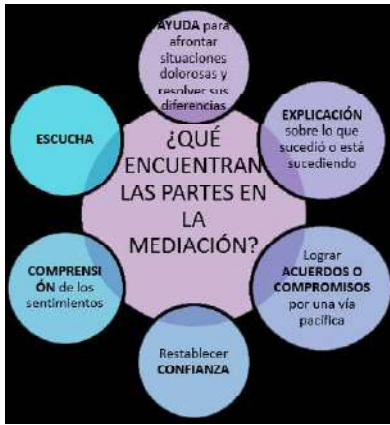 AYUDA para
afrontar
situaciones
dolorosas y
resolver sus
diferencias
EXPLICACIÓN
sobre lo que
sucedió o está
sucediendo
Lograr
ACUERDOS O
COMPROMISOS
por una vía
pacífica
Restablecer
CONFIANZA
COMPRENSI
ÓN de los
sentimientos
ESCUCHA
¿QUÉ
ENCUENTRAN
LAS PARTES EN
LA
MEDIACIÓN?